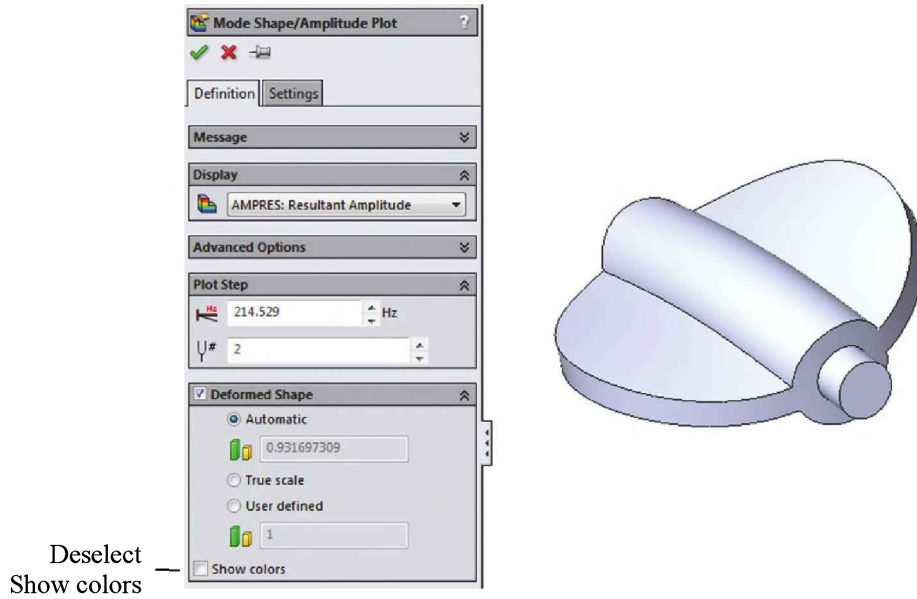 Mode Shape/Amplitude Plot ?
Definition Settings
Message
Display
AMPRES: Resultant Amplitude
Advanced Options
Plot Step
Hz 214.529 Hz
# 2
Deformed Shape
Automatic
0.931697309
True scale
User defined
1
Show colors
Deselect
Show colors